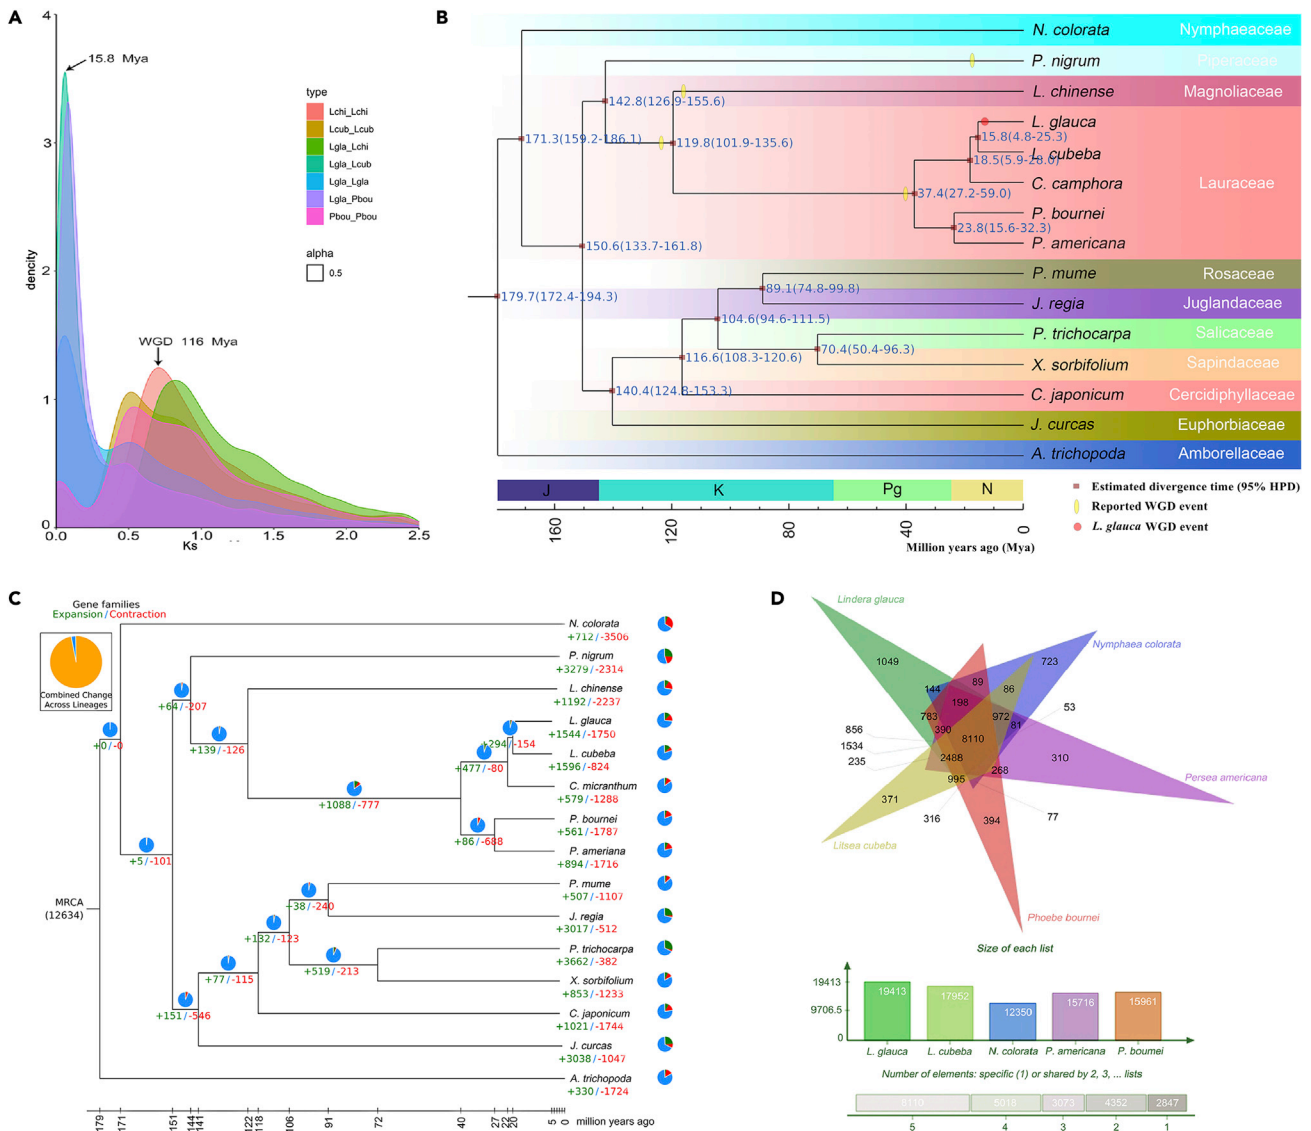 A
4
3
2
1
0
dencity
15.8 Mya
WGD 116 Mya
type
Lchi_Lchi
Lcub_Lcub
Lgla_Lchi
Lgla_Lcub
Lgla_Lgla
Lgla_Pbou
Pbou_Pbou
alpha
0.5
0.0 0.5 1.0 1.5 2.0 2.5
Ks
B
N. colorata Nymphaeaceae
P. nigrum Piperaceae
L. chinense Magnoliaceae
L. glauca
L. cubeba
C. camphora Lauraceae
P. bournei
P. americana
P. mume Rosaceae
J. regia Juglandaceae
P. trichocarpa Salicaceae
X. sorbifolium Sapindaceae
C. japonicum Cercidiphyllaceae
J. curcas Euphorbiaceae
A. trichopoda Amborellaceae
142.8(126.9-155.6)
171.3(159.2-186.1)
119.8(101.9-135.6)
15.8(4.8-25.3)
18.5(5.9-28.0)
37.4(27.2-59.0)
23.8(15.6-32.3)
150.6(133.7-161.8)
179.7(172.4-194.3)
89.1(74.8-99.8)
104.6(94.6-111.5)
70.4(50.4-96.3)
116.6(108.3-120.6)
140.4(124.8-153.3)
J K Pg N
160 120 80 40 0
Million years ago (Mya)
Estimated divergence time (95% HPD)
Reported WGD event
L. glauca WGD event
C
Gene families
Expansion/Contraction
Combined Change
Across Lineages
MRCA
(12634)
N. colorata
+712/-3506
P. nigrum
+3279/-2314
L. chinense
+1192/-2237
L. glauca
+1544/-1750
L. cubeba
+1596/-824
C. micranthum
+579/-1288
P. bournei
+561/-1787
P. ameriana
+894/-1716
P. mume
+507/-1107
J. regia
+3017/-512
P. trichocarpa
+3662/-382
X. sorbifolium
+853/-1233
C. japonicum
+1021/-1744
J. curcas
+3038/-1047
A. trichopoda
+330/-1724
+0/-0
+64/-207
+139/-126
+294/-154
+477/-80
+1088/-777
+86/-688
+5/-101
+38/-240
+132/-123
+519/-213
+77/-115
+151/-546
179 171 151 144 141 122 118 106 91 72 40 27 22 20 5 0
million years ago
D
Lindera glauca
Nymphaea colorata
Persea americana
Litsea cubeba
Phoebe bournei
1049
723
89
144
86
198
53
783
972
390
81
856
8110
1534
310
2488
235
268
995
371
316
394
77
Size of each list
19413
9706.5
0
19413 17952 12350 15716 15961
L. glauca L. cubeba N. colorata P. americana P. boumei
Number of elements: specific (1) or shared by 2, 3, ... lists
8110 5018 3073 4352 2847
5 4 3 2 1